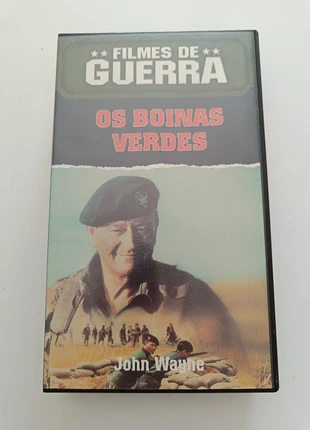 FILMES DE
GUERRA
OS BOINAS
VERDES
John Wayne